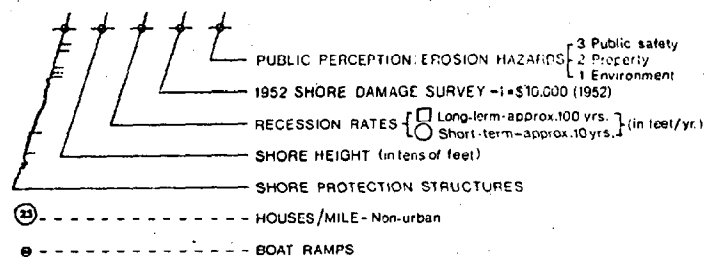 3 Public safety
PUBLIC PERCEPTION: EROSION HAZARDS 2 Property
1 Environment
1952 SHORE DAMAGE SURVEY -1=$10,000 (1952)
Long-term-approx.100 yrs.
RECESSION RATES (in feet/yr.)
Short-term-approx.10 yrs.
SHORE HEIGHT (in tens of feet)
SHORE PROTECTION STRUCTURES
23 HOUSES/MILE- Non-urban
BOAT RAMPS